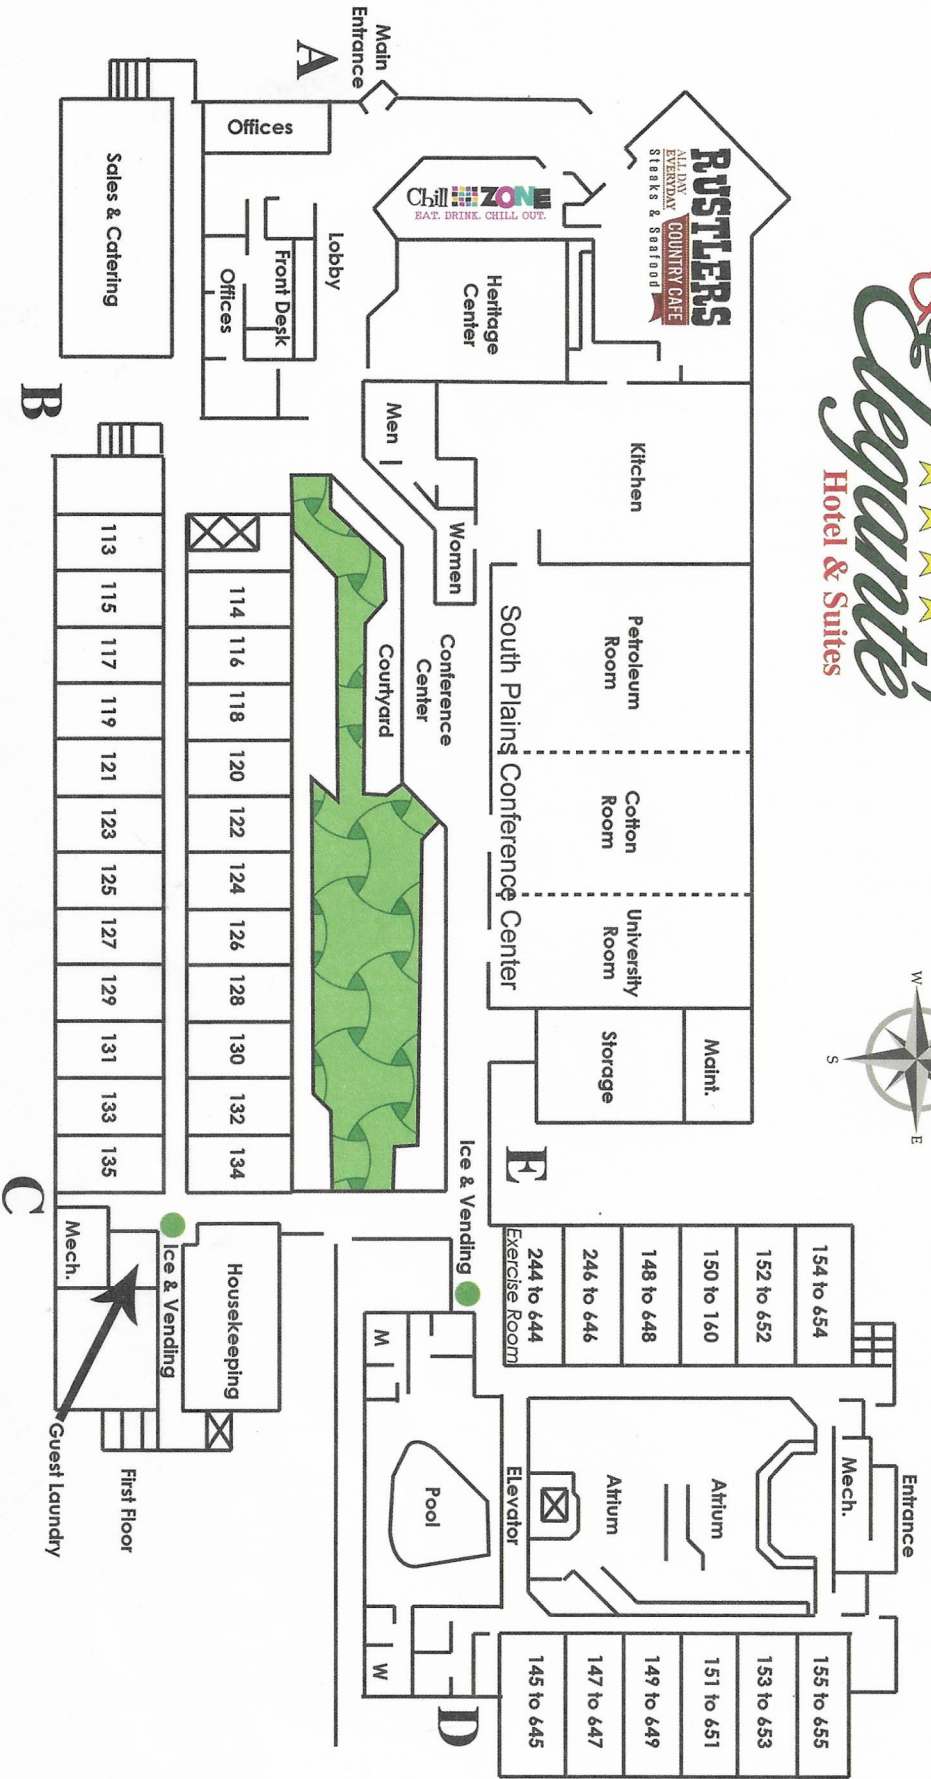 Elegante'
Hotel & Suites
W
S
E
RUSTLERS
ALL DAY
EVERYDAY
COUNTRY CAFE
Steaks & Seafood
Main
Entrance
A
Chill ZONE
EAT. DRINK. CHILL OUT.
Heritage
Center
Kitchen
Petroleum
Room
Cotton
Room
University
Room
Maint.
Storage
South Plains Conference Center
Men
Women
Conference
Center
Courtyard
Offices
Lobby
Front Desk
Offices
Sales & Catering
B
114
116
118
120
122
124
126
128
130
132
134
113
115
117
119
121
123
125
127
129
131
133
135
C
E
Ice & Vending
154 to 654
152 to 652
150 to 160
148 to 648
246 to 646
244 to 644
Exercise Room
Entrance
Mech.
Atrium
Atrium
Elevator
Pool
M
W
D
155 to 655
153 to 653
151 to 651
149 to 649
147 to 647
145 to 645
Housekeeping
Ice & Vending
Mech.
Guest Laundry
First Floor